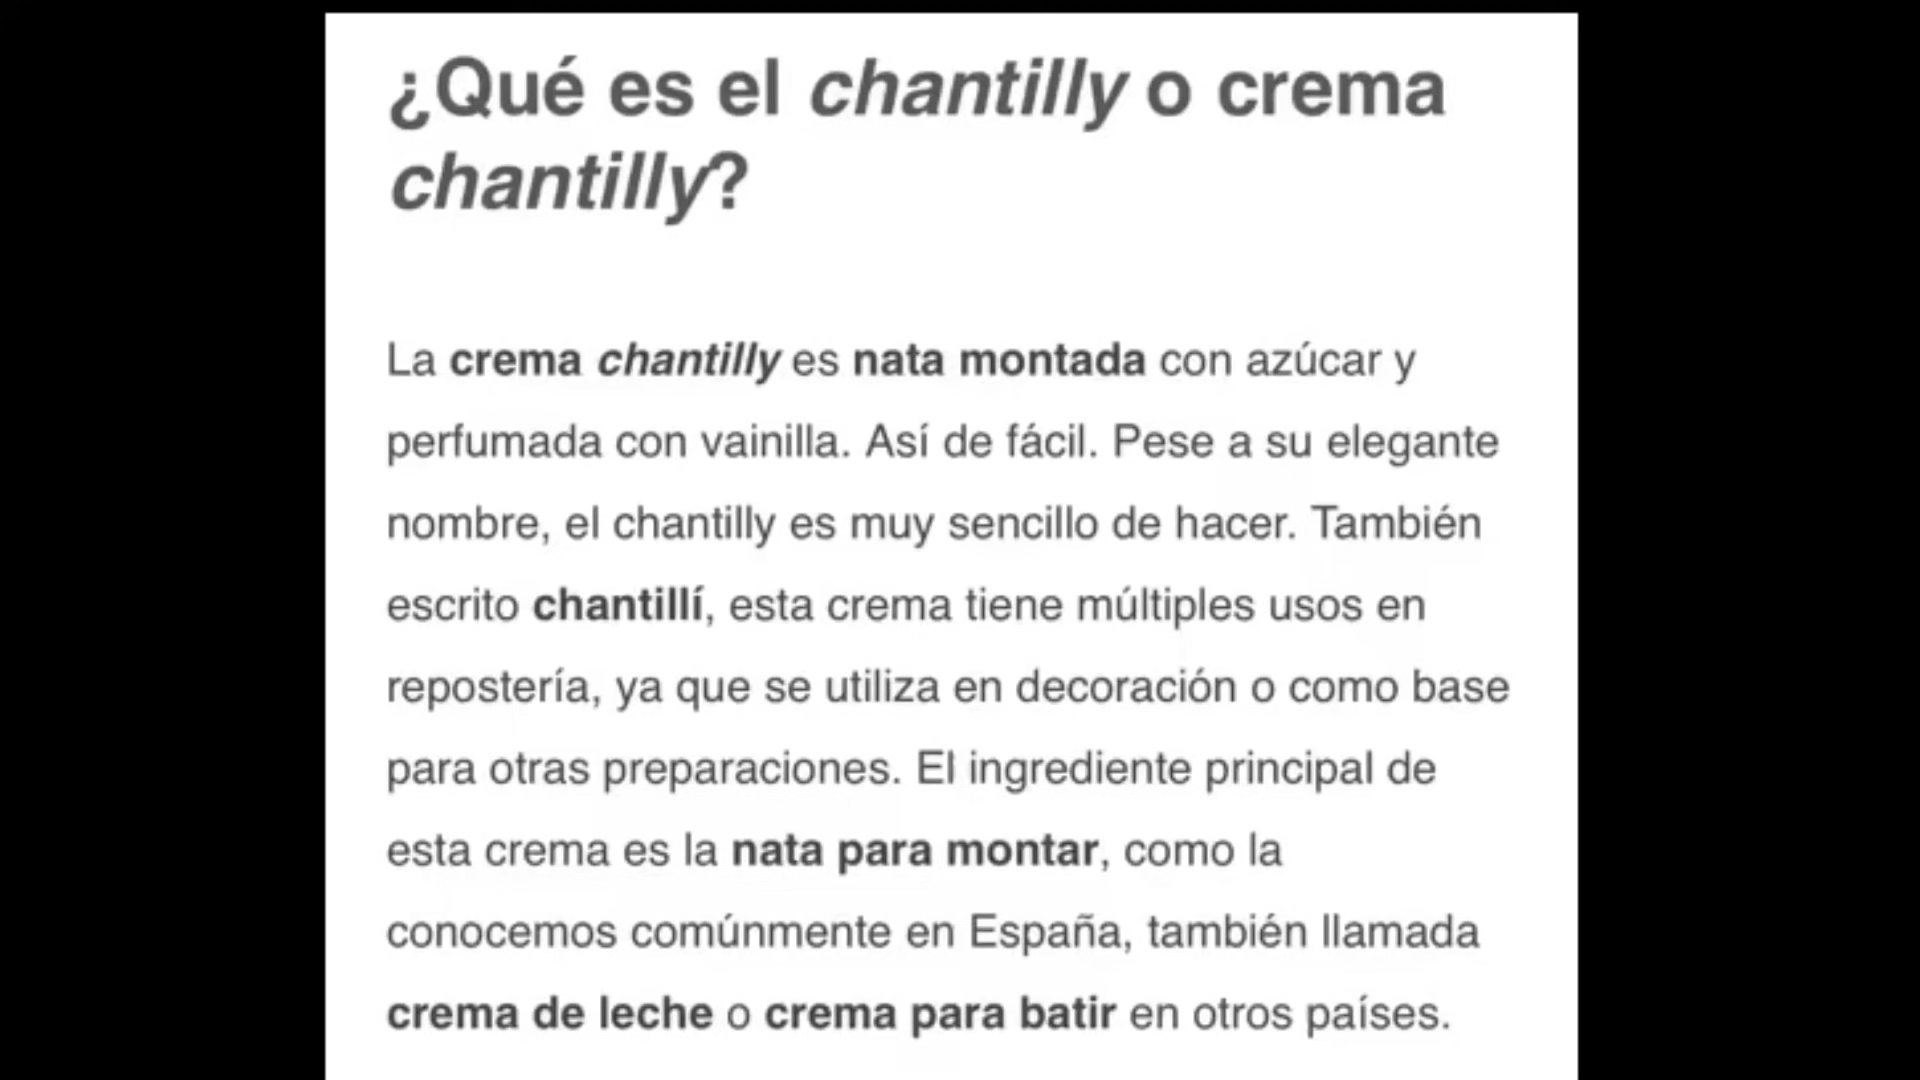 ¿Qué es el chantilly o crema
chantilly?
La crema chantilly es nata montada con azúcar y
perfumada con vainilla. Así de fácil. Pese a su elegante
nombre, el chantilly es muy sencillo de hacer. También
escrito chantillí, esta crema tiene múltiples usos en
repostería, ya que se utiliza en decoración o como base
para otras preparaciones. El ingrediente principal de
esta crema es la nata para montar, como la
conocemos comúnmente en España, también llamada
crema de leche o crema para batir en otros países.